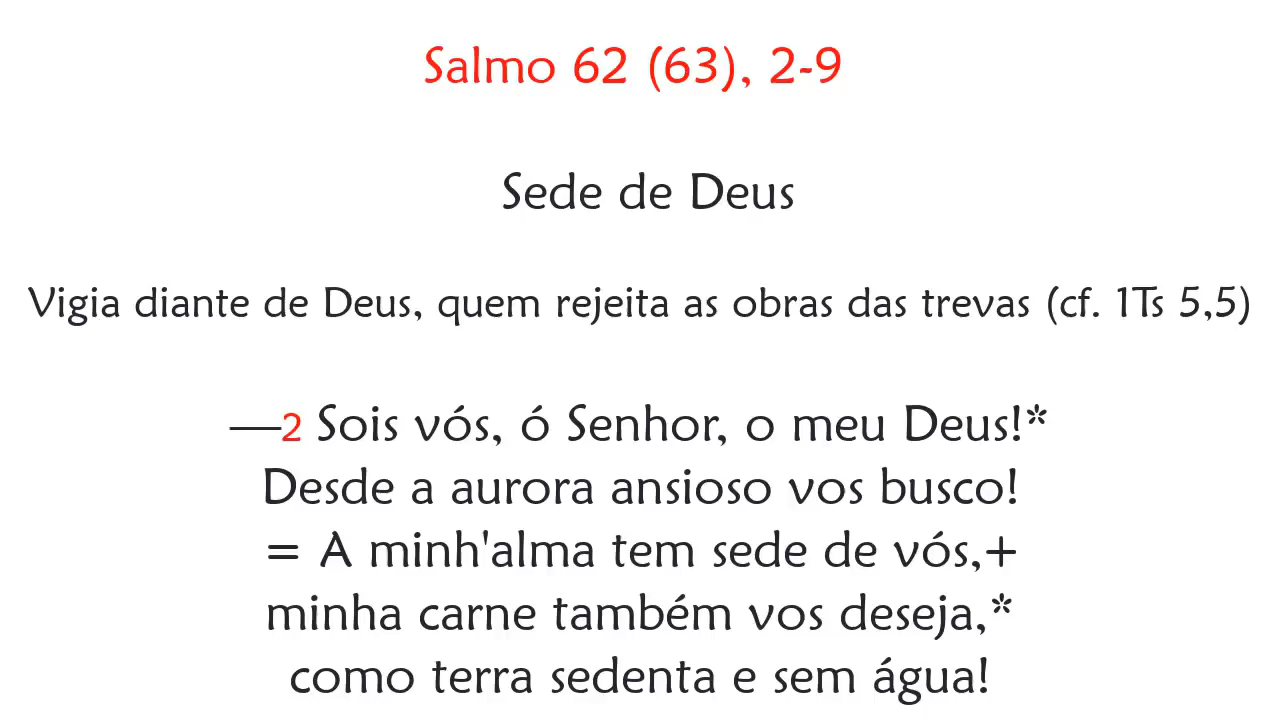 Salmo 62 (63), 2-9
Sede de Deus
Vigia diante de Deus, quem rejeita as obras das trevas (cf. 1Ts 5,5)
—2 Sois vós, ó Senhor, o meu Deus!*
Desde a aurora ansioso vos busco!
= A minh'alma tem sede de vós,+
minha carne também vos deseja,*
como terra sedenta e sem água!